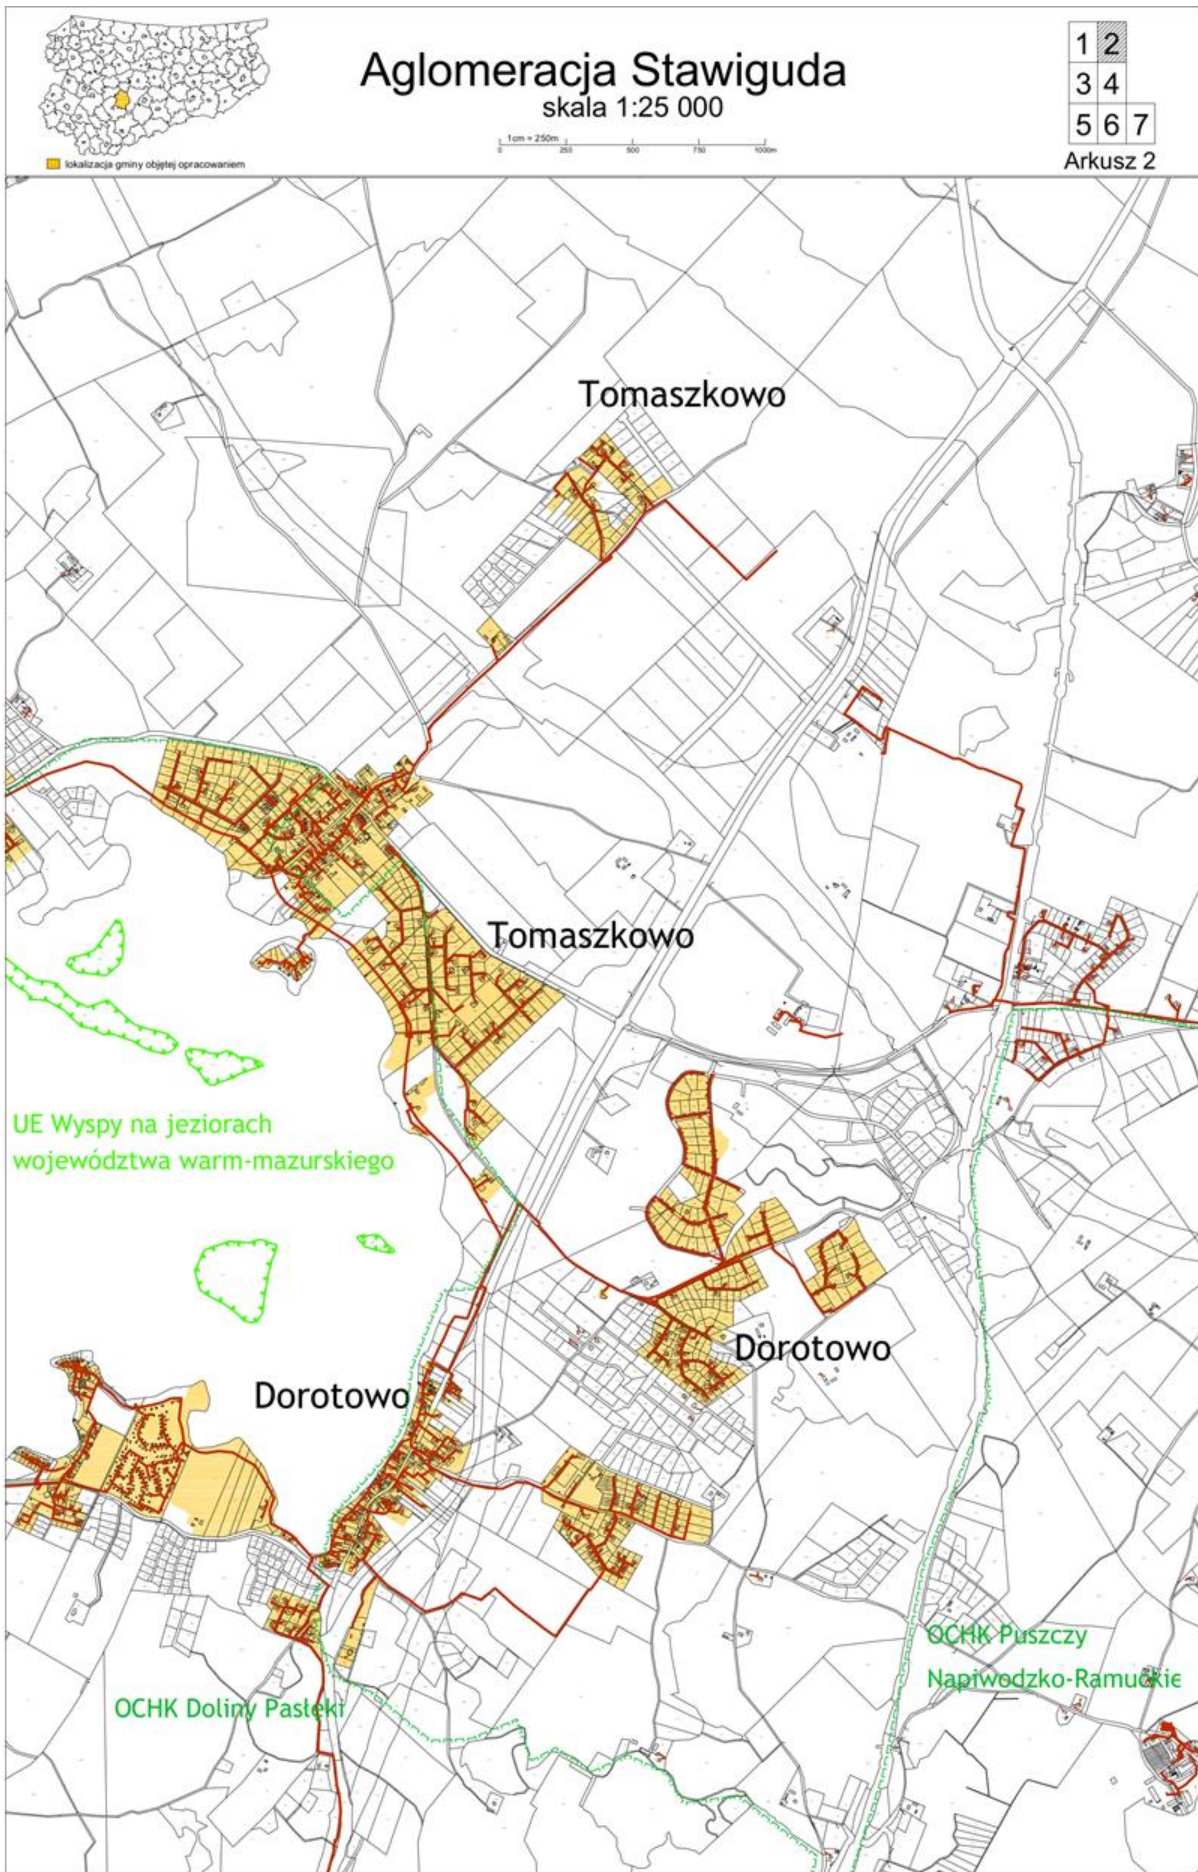 Aglomeracja Stawiguda
skala 1:25 000
1cm = 250m
0 250 500 750 1000m
lokalizacja gminy objętej opracowaniem
1 2
3 4
5 6 7
Arkusz 2
Tomaszkowo
Tomaszkowo
UE Wyspy na jeziorach
województwa warm-mazurskiego
Dorotowo
Dorotowo
OCHK Puszczy
Napiwodzko-Ramuckie
OCHK Doliny Pasłęki